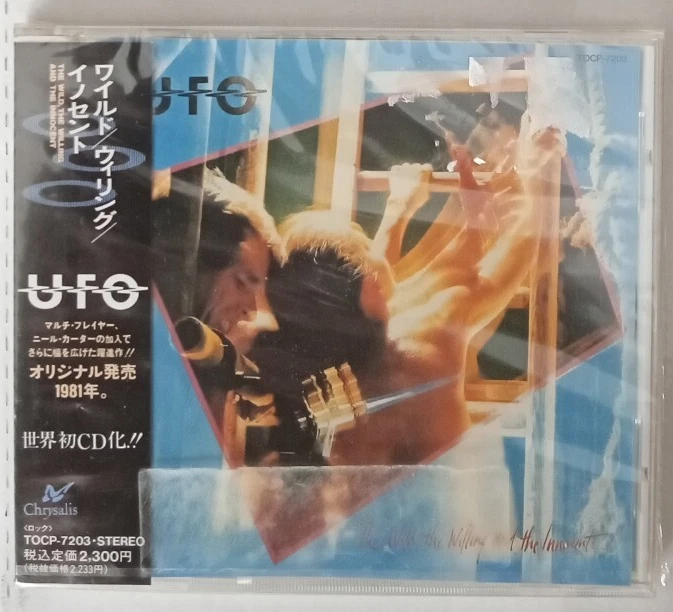 ワイルド/ウィリング/
イノセント
THE WILD, THE WILLING
AND THE INNOCENT
UFO
マルチ・プレイヤー、
ニール・カーターの加入で
さらに幅を広げた躍進作!!
オリジナル発売
1981年。
世界初CD化!!
Chrysalis
〈ロック〉
TOCP-7203・STEREO
税込定価2,300円
(税抜価格2,233円)
UFO
TOCP-7203
the Willing and the Innocent